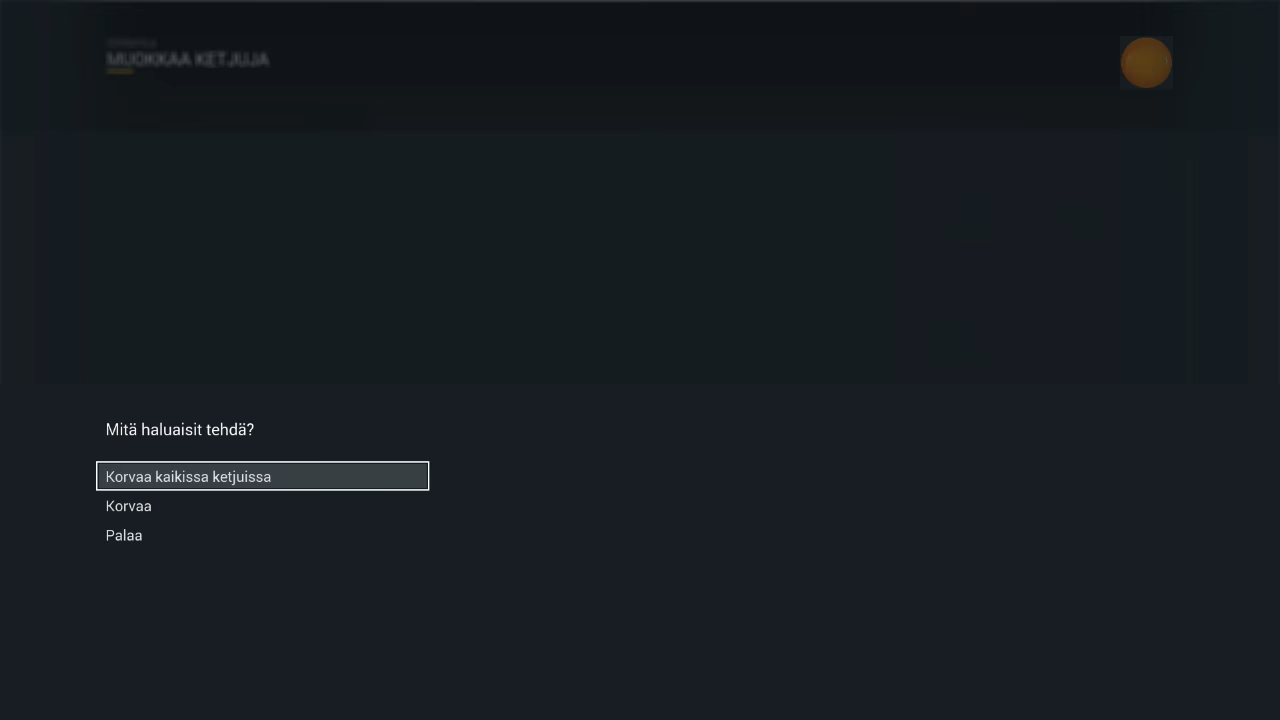 MUOKKAA KETJUJA
Mitä haluaisit tehdä?
Korvaa kaikissa ketjuissa
Korvaa
Palaa